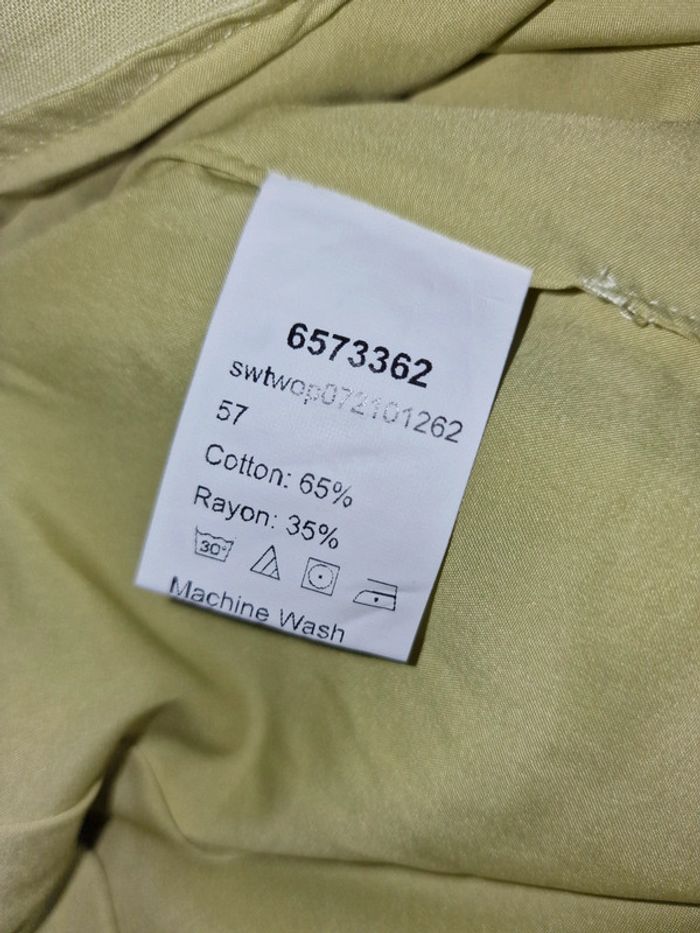 6573362
swtwop072101262
57
Cotton: 65%
Rayon: 35%
30°
Machine Wash